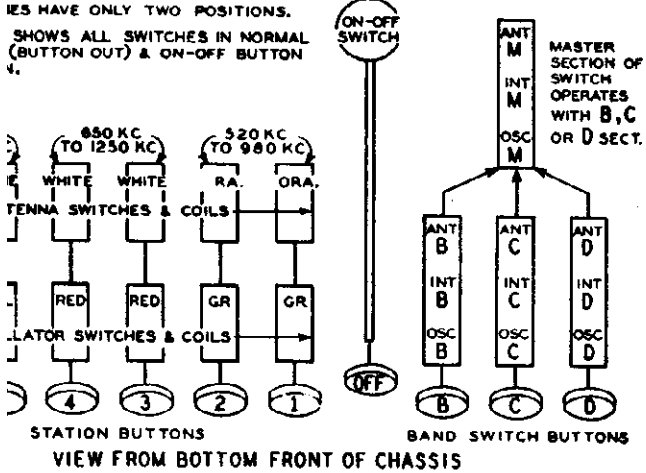 IES HAVE ONLY TWO POSITIONS.
SHOWS ALL SWITCHES IN NORMAL
(BUTTON OUT) & ON-OFF BUTTON
ON-OFF
SWITCH
ANT
M
INT
M
OSC
M
MASTER
SECTION OF
SWITCH
OPERATES
WITH B, C
OR D SECT.
650 KC
TO 1250 KC
520 KC
TO 980 KC
WHITE WHITE RA. ORA.
TENNA SWITCHES & COILS
RED RED GR GR
LATOR SWITCHES & COILS
ANT
B
INT
B
OSC
B
ANT
C
INT
C
OSC
C
ANT
D
INT
D
OSC
D
4 3 2 1 OFF B C D
STATION BUTTONS
BAND SWITCH BUTTONS
VIEW FROM BOTTOM FRONT OF CHASSIS